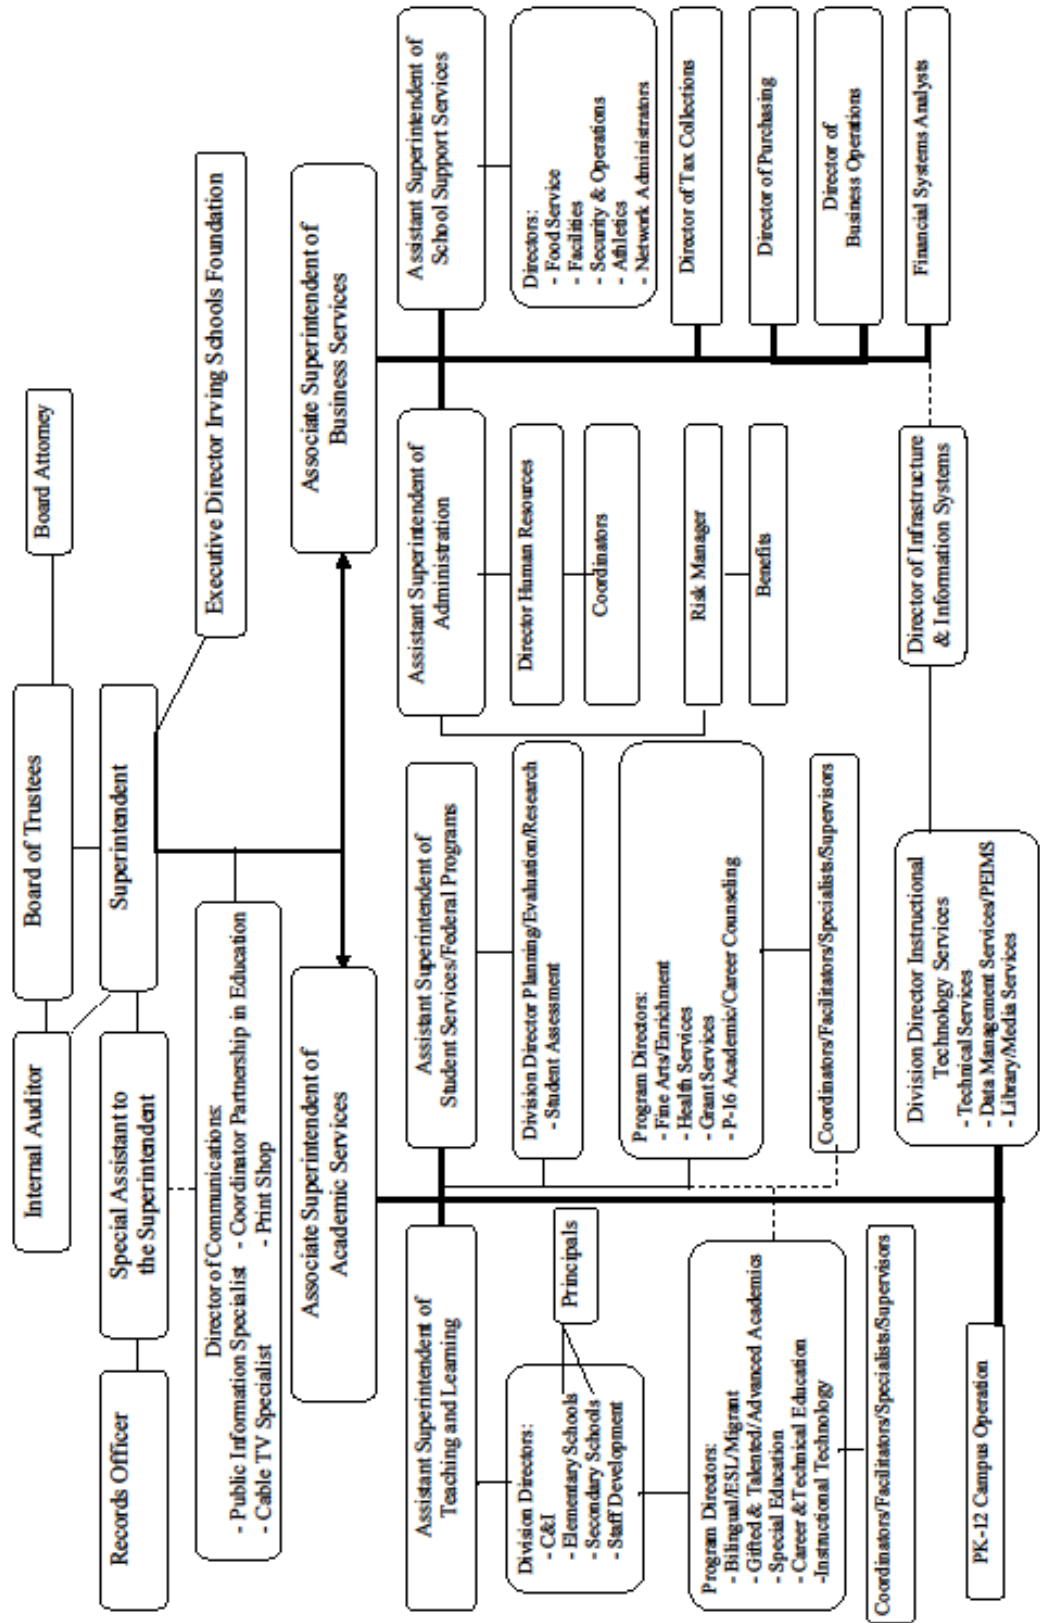 Board of Trustees
Board Attorney
Internal Auditor
Superintendent
Special Assistant to
the Superintendent
Records Officer
Executive Director Irving Schools Foundation
Director of Communications:
- Public Information Specialist - Coordinator Partnership in Education
- Cable TV Specialist - Print Shop
Associate Superintendent of
Academic Services
Associate Superintendent of
Business Services
Assistant Superintendent of
Teaching and Learning
Assistant Superintendent of
Student Services/Federal Programs
Assistant Superintendent of
Administration
Assistant Superintendent of
School Support Services
Division Directors:
- C&I
- Elementary Schools
- Secondary Schools
- Staff Development
Principals
Program Directors:
- Bilingual/ESL/Migrant
- Gifted & Talented/Advanced Academics
- Special Education
- Career &Technical Education
-Instructional Technology
Coordinators/Facilitators/Specialists/Supervisors
PK-12 Campus Operation
Division Director Planning/Evaluation/Research
- Student Assessment
Program Directors:
- Fine Arts/Enrichment
- Health Services
- Grant Services
- P-16 Academic/Career Counseling
Coordinators/Facilitators/Specialists/Supervisors
Division Director Instructional
Technology Services
- Technical Services
- Data Management Services/PEIMS
- Library/Media Services
Director Human Resources
Coordinators
Risk Manager
Benefits
Director of Infrastructure
& Information Systems
Directors:
- Food Service
- Facilities
- Security & Operations
- Athletics
- Network Administrators
Director of Tax Collections
Director of Purchasing
Director of
Business Operations
Financial Systems Analysts